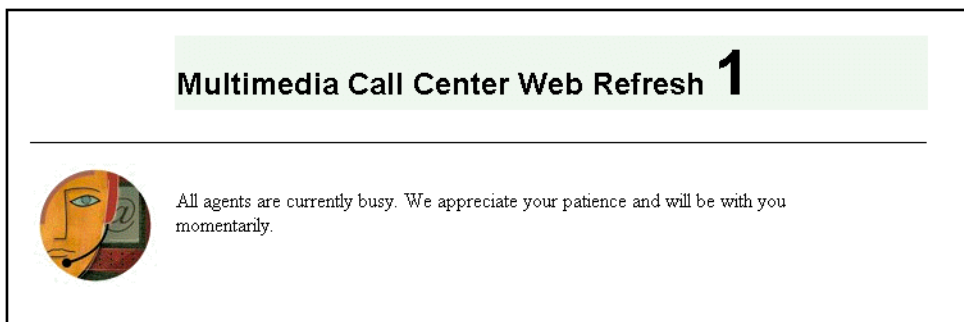 Multimedia Call Center Web Refresh 1
@
All agents are currently busy. We appreciate your patience and will be with you
momentarily.